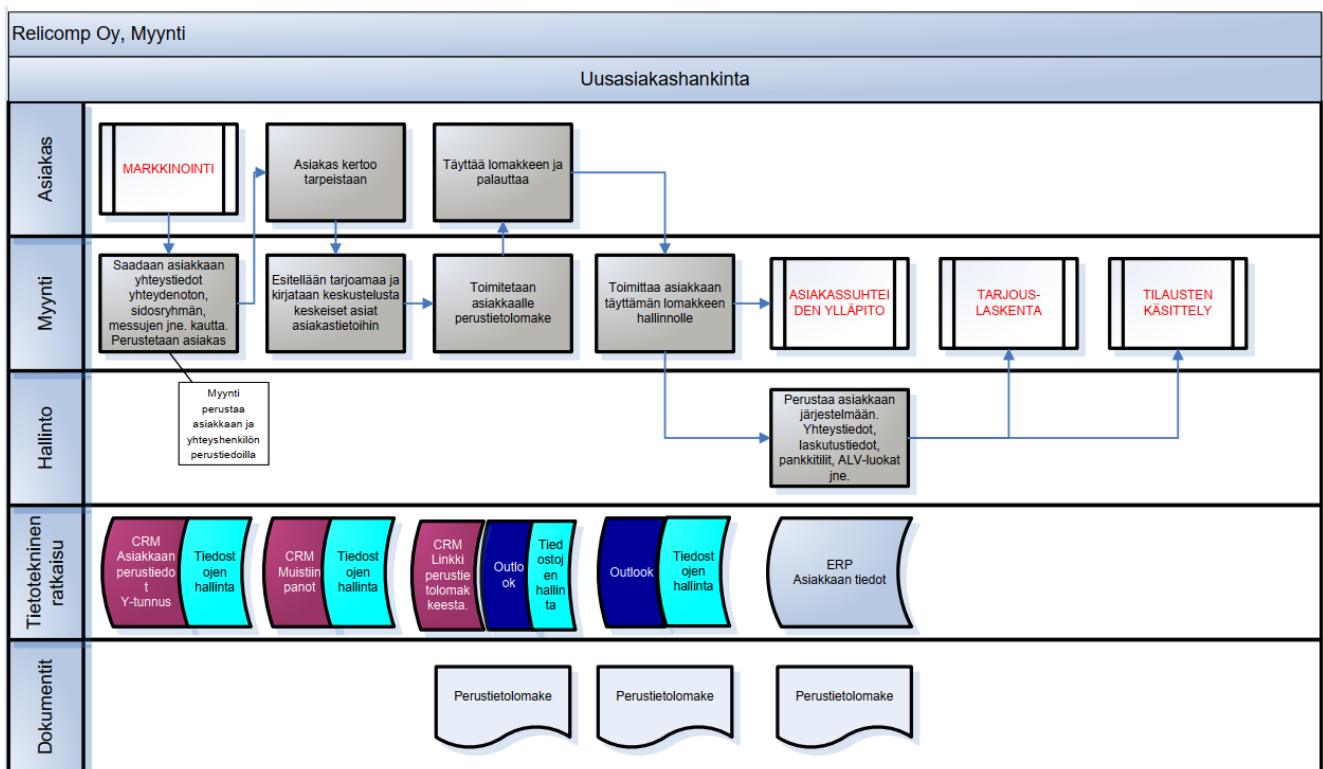 Relicomp Oy, Myynti
Uusasiakashankinta
Asiakas
MARKKINOINTI
Asiakas kertoo
tarpeistaan
Täyttää lomakkeen ja
palauttaa
Myynti
Saadaan asiakkaan
yhteystiedot
yhteydenoton,
sidosryhmän,
messujen jne. kautta.
Perustetaan asiakas
Esitellään tarjoamaa ja
kirjataan keskustelusta
keskeiset asiat
asiakastietoihin
Toimitetaan
asiakkaalle
perustietolomake
Toimittaa asiakkaan
täyttämän lomakkeen
hallinnolle
ASIAKASSUHTEI
DEN YLLÄPITO
TARJOUS-
LASKENTA
TILAUSTEN
KÄSITTELY
Hallinto
Myynti
perustaa
asiakkaan ja
yhteyshenkilön
perustiedoilla
Perustaa asiakkaan
järjestelmään.
Yhteystiedot,
laskutustiedot,
pankkitilit, ALV-luokat
jne.
Tietotekninen
ratkaisu
CRM
Asiakkaan
perustiedo
t
Y-tunnus
Tiedost
ojen
hallinta
CRM
Muistiin
panot
Tiedost
ojen
hallinta
CRM
Linkki
perustie
tolomak
keesta.
Outlo
ok
Tied
ostoj
en
hallin
ta
Outlook
Tiedost
ojen
hallinta
ERP
Asiakkaan tiedot
Dokumentit
Perustietolomake
Perustietolomake
Perustietolomake